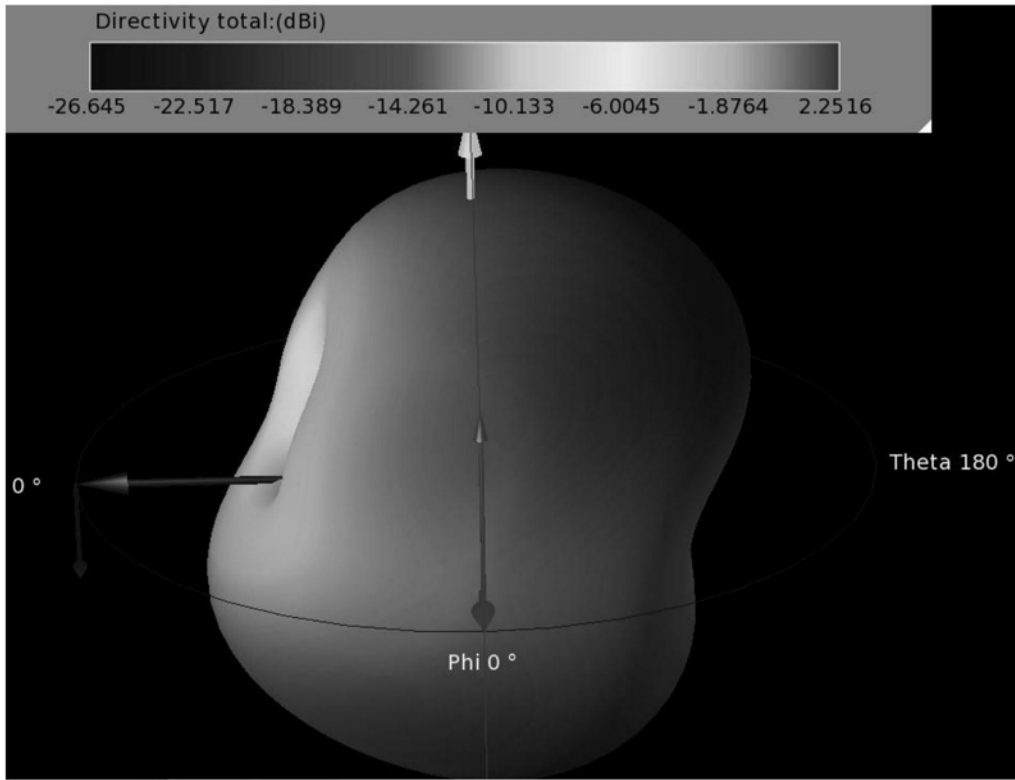 Directivity total:(dBi)
-26.645 -22.517 -18.389 -14.261 -10.133 -6.0045 -1.8764 2.2516
Theta 180 °
0 °
Phi 0 °